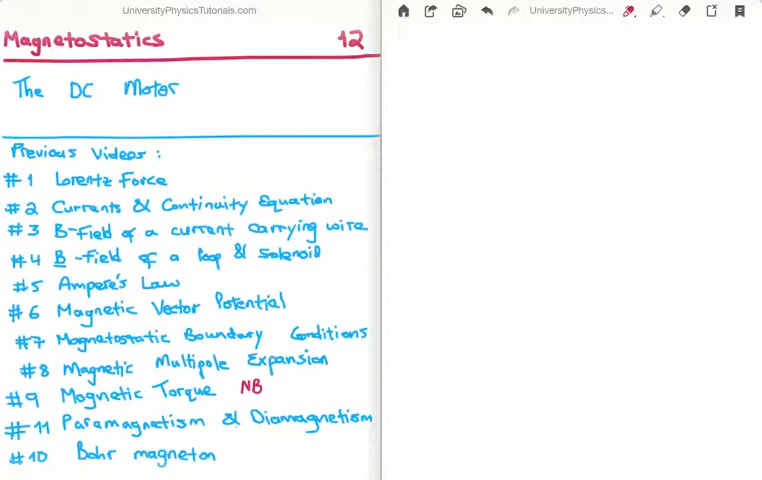 UniversityPhysicsTutorials.com
UniversityPhysics...
Magnetostatics 12
The DC Motor
Previous Videos :
#1 Lorentz Force
#2 Currents & Continuity Equation
#3 B-Field of a current carrying wire
#4 B-Field of a loop & Solenoid
#5 Ampere's Law
#6 Magnetic Vector Potential
#7 Magnetostatic Boundary Conditions
#8 Magnetic Multipole Expansion
#9 Magnetic Torque NB
#11 Paramagnetism & Diamagnetism
#10 Bohr magneton